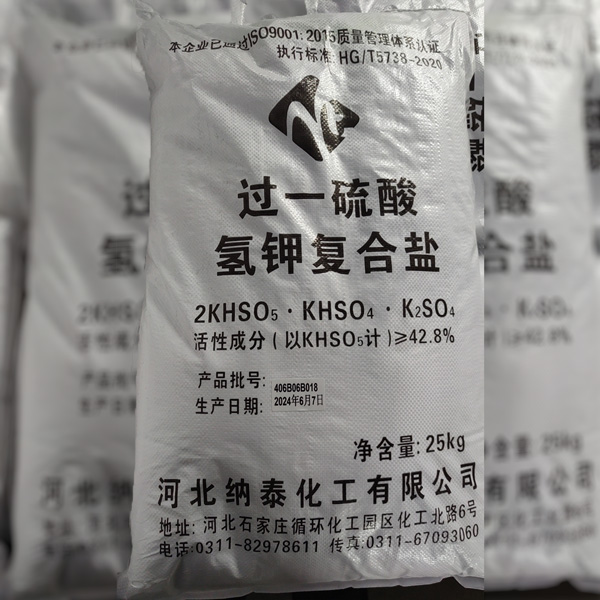 本企业已通过ISO9001:2015质量管理体系认证
执行标准:HG/T5738-2020
过一硫酸
氢钾复合盐
2KHSO₅·KHSO₄·K₂SO₄
活性成分(以KHSO₅计)≥42.8%
产品批号: 406B06B018
生产日期: 2024年6月7日
净含量:25kg
河北纳泰化工有限公司
地址:河北石家庄循环化工园区化工北路6号
电话:0311-82978611 传真:0311-67093060